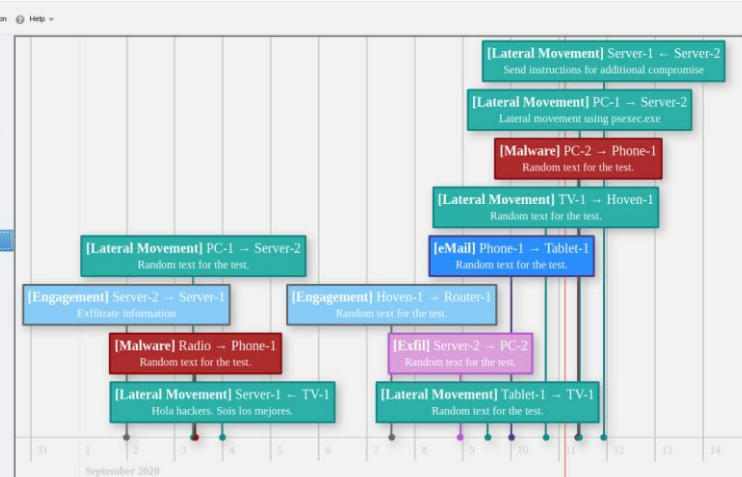 on Help
[Lateral Movement] Server-1 ← Server-2
Send instructions for additional compromise
[Lateral Movement] PC-1 → Server-2
Lateral movement using psexec.exe
[Malware] PC-2 → Phone-1
Random text for the test.
[Lateral Movement] TV-1 → Hoven-1
Random text for the test.
[Lateral Movement] PC-1 → Server-2
Random text for the test.
[eMail] Phone-1 → Tablet-1
Random text for the test.
[Engagement] Server-2 → Server-1
Exfiltrate information
[Engagement] Hoven-1 → Router-1
Random text for the test.
[Malware] Radio → Phone-1
Random text for the test.
[Exfil] Server-2 → PC-2
Random text for the test.
[Lateral Movement] Server-1 ← TV-1
Hola hackers. Sois los mejores.
[Lateral Movement] Tablet-1 → TV-1
Random text for the test.
31 1 2 3 4 5 6 7 8 9 10 11 12 13 14
September 2020